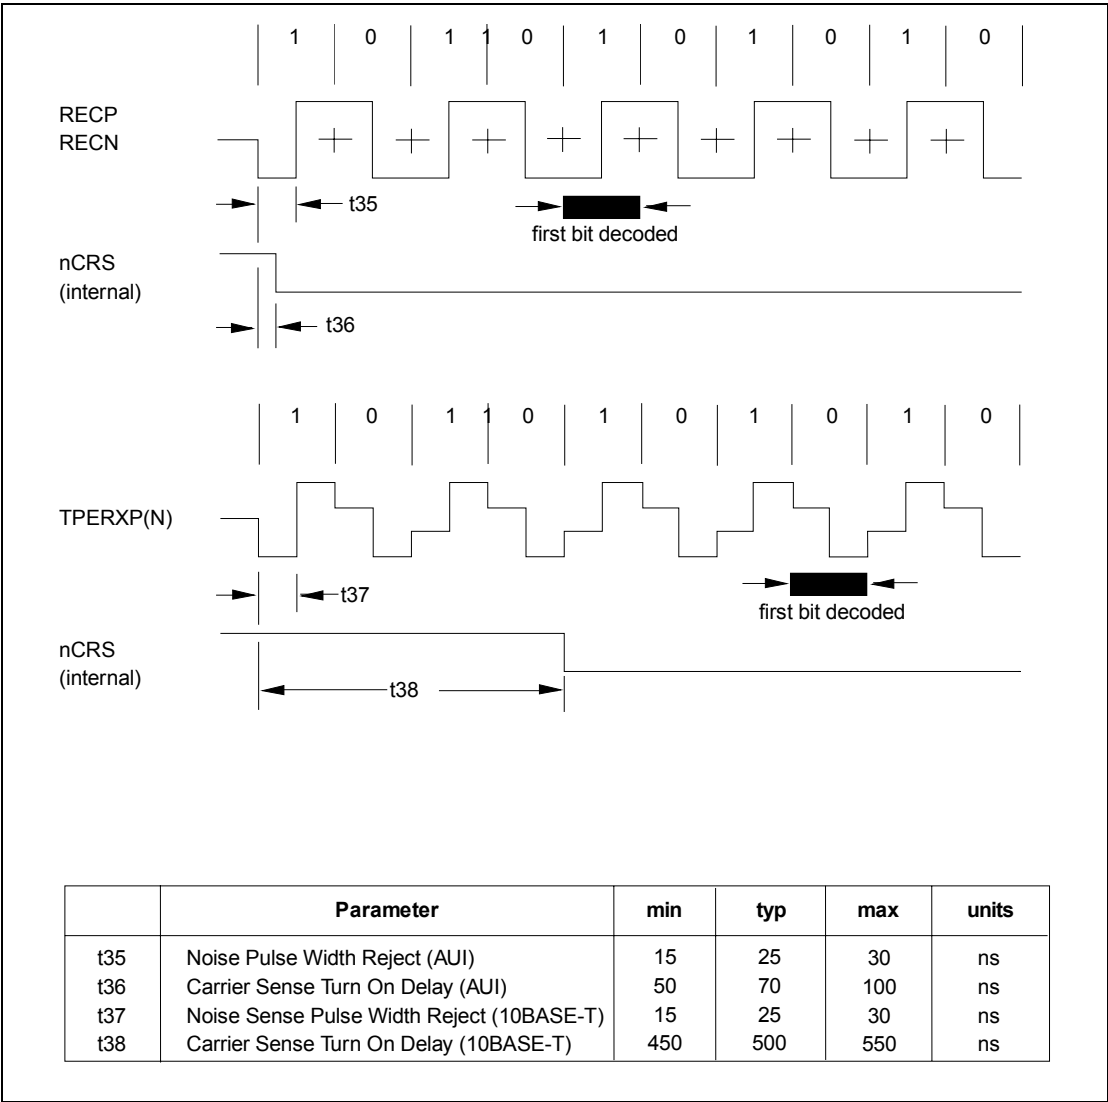 1 0 1 1 0 1 0 1 0 1 0
RECP
RECN
t35
first bit decoded
nCRS
(internal)
t36
1 0 1 1 0 1 0 1 0 1 0
TPERXP(N)
t37
first bit decoded
nCRS
(internal)
t38
Parameter min typ max units
t35 Noise Pulse Width Reject (AUI) 15 25 30 ns
t36 Carrier Sense Turn On Delay (AUI) 50 70 100 ns
t37 Noise Sense Pulse Width Reject (10BASE-T) 15 25 30 ns
t38 Carrier Sense Turn On Delay (10BASE-T) 450 500 550 ns